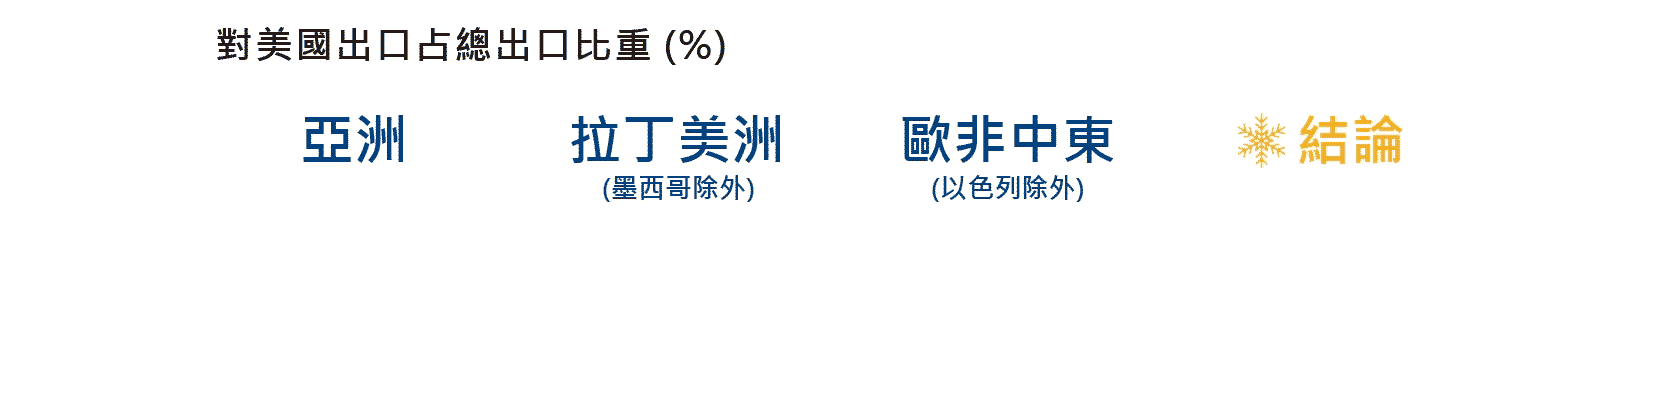 對美國出口占總出口比重 (%)
亞洲
拉丁美洲
(墨西哥除外)
歐非中東
(以色列除外)
結論